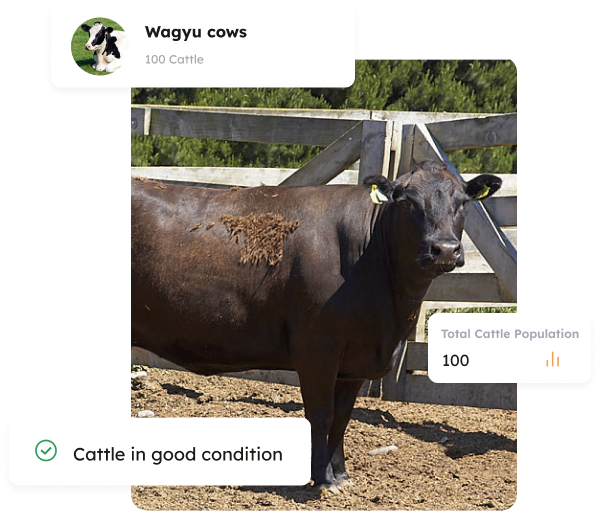 Wagyu cows
100 Cattle
Total Cattle Population
100
Cattle in good condition